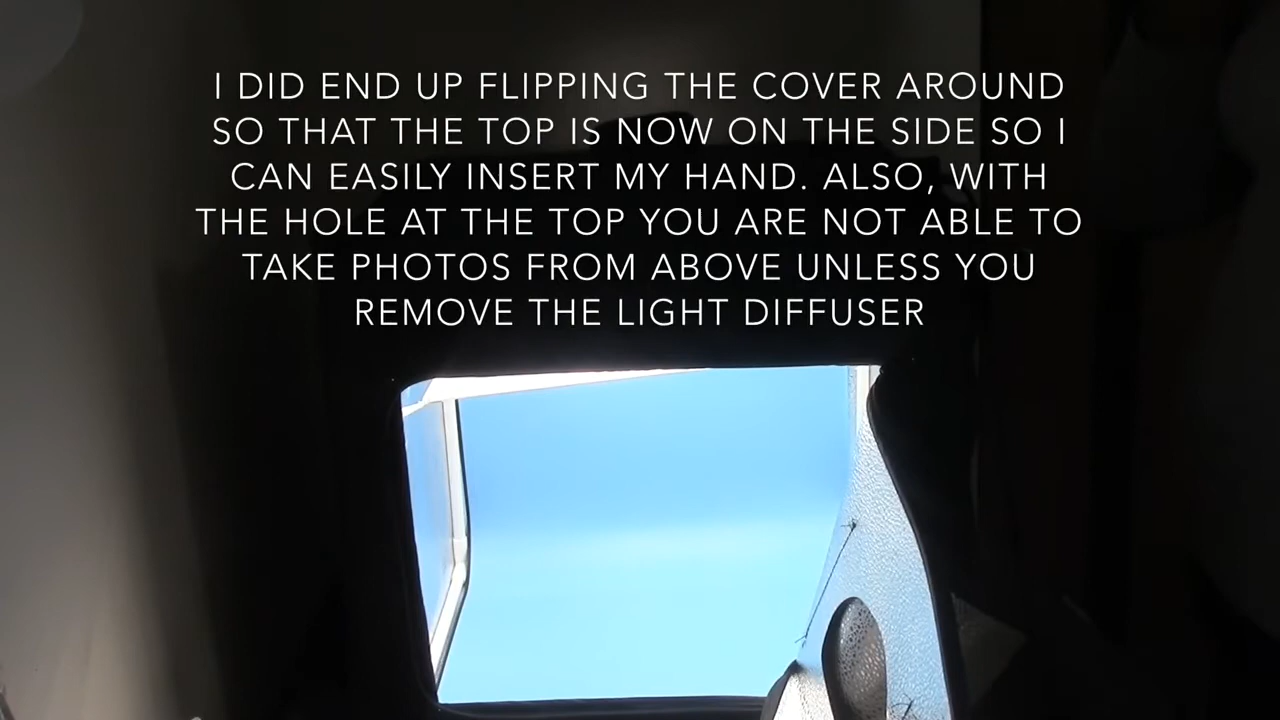 I DID END UP FLIPPING THE COVER AROUND
SO THAT THE TOP IS NOW ON THE SIDE SO I
CAN EASILY INSERT MY HAND. ALSO, WITH
THE HOLE AT THE TOP YOU ARE NOT ABLE TO
TAKE PHOTOS FROM ABOVE UNLESS YOU
REMOVE THE LIGHT DIFFUSER